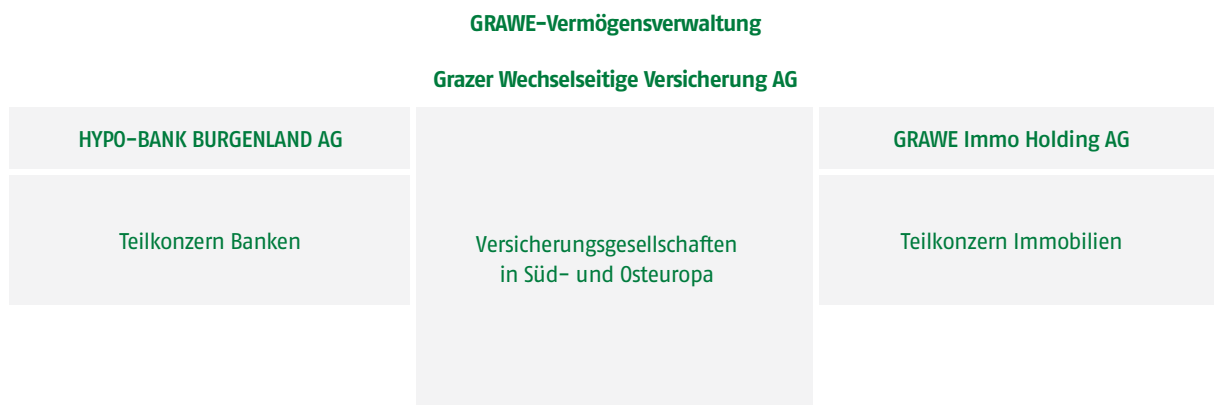 GRAWE-Vermögensverwaltung
Grazer Wechselseitige Versicherung AG
HYPO-BANK BURGENLAND AG
GRAWE Immo Holding AG
Teilkonzern Banken
Versicherungsgesellschaften
in Süd- und Osteuropa
Teilkonzern Immobilien